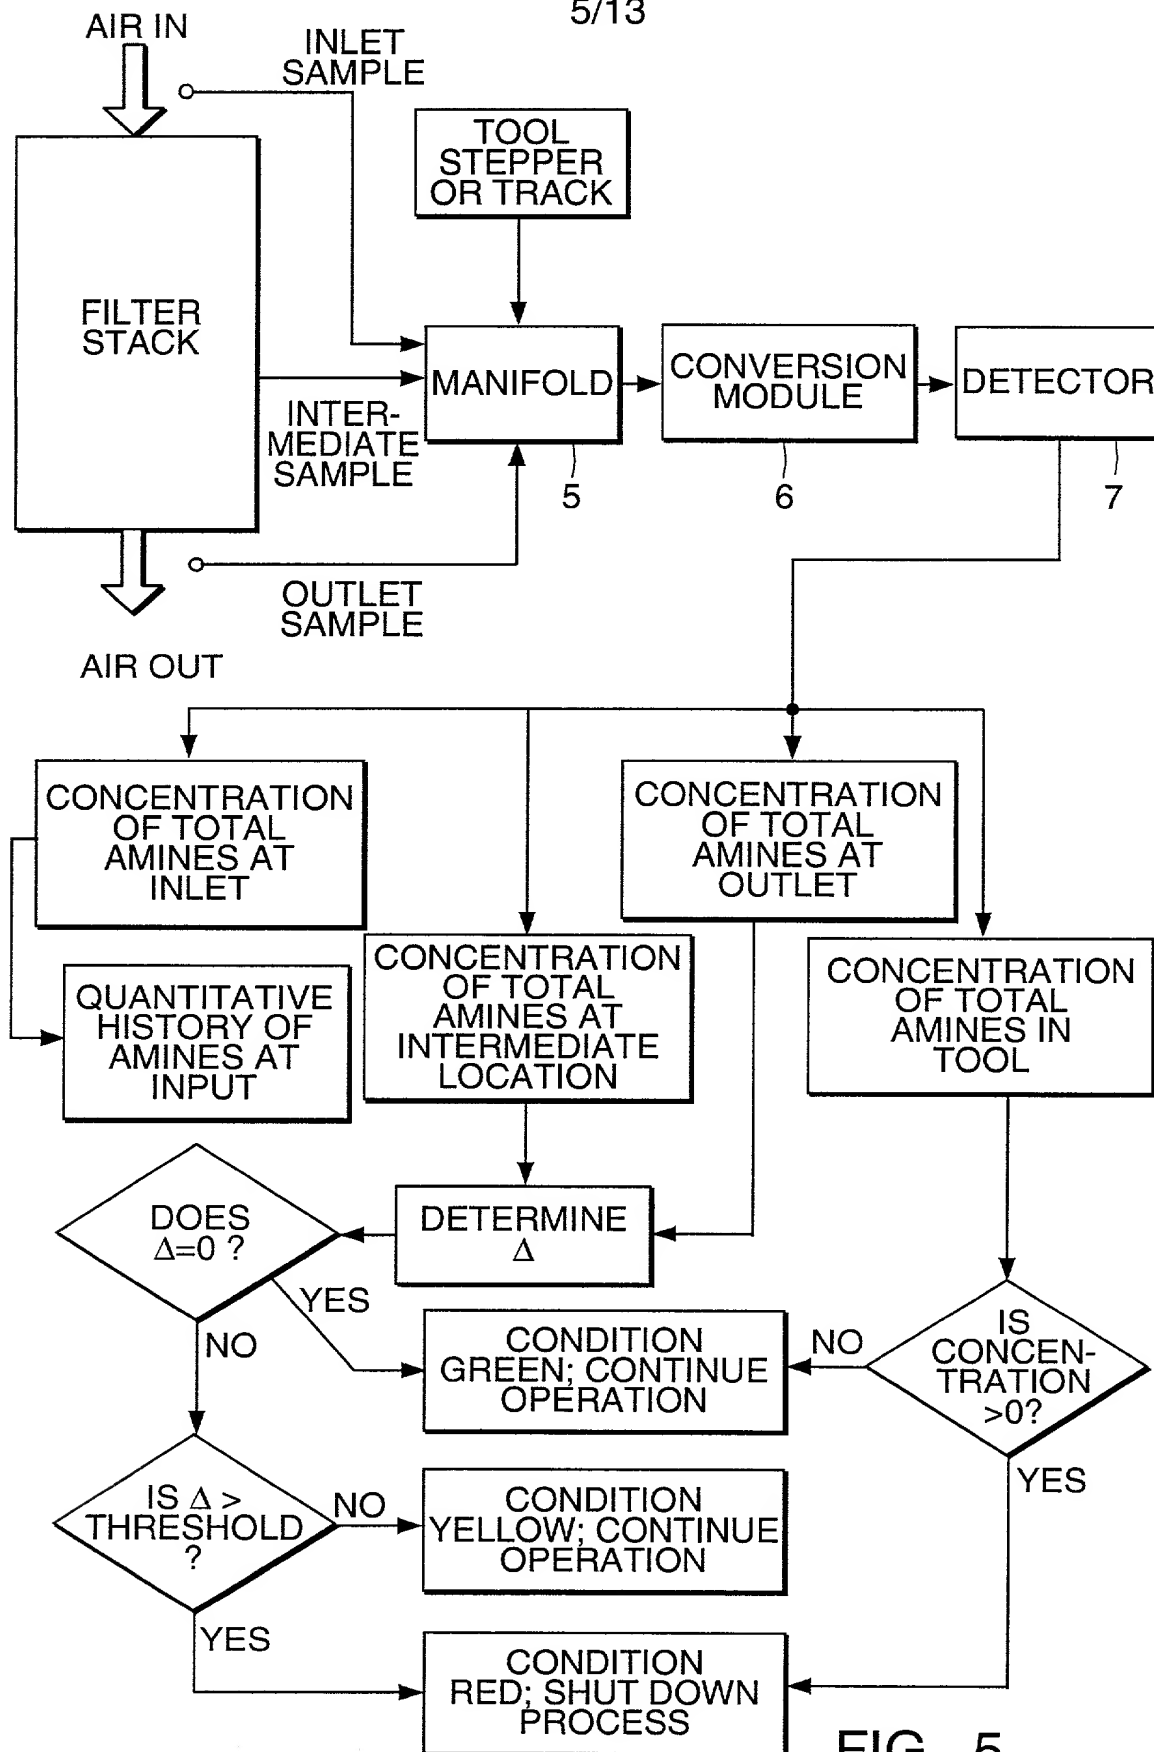 5/13
AIR IN
INLET
SAMPLE
TOOL
STEPPER
OR TRACK
FILTER
STACK
MANIFOLD
CONVERSION
MODULE
DETECTOR
INTER-
MEDIATE
SAMPLE
5
6
7
OUTLET
SAMPLE
AIR OUT
CONCENTRATION
OF TOTAL
AMINES AT
INLET
CONCENTRATION
OF TOTAL
AMINES AT
OUTLET
QUANTITATIVE
HISTORY OF
AMINES AT
INPUT
CONCENTRATION
OF TOTAL
AMINES AT
INTERMEDIATE
LOCATION
CONCENTRATION
OF TOTAL
AMINES IN
TOOL
DOES
Δ=0 ?
DETERMINE
Δ
YES
NO
CONDITION
GREEN; CONTINUE
OPERATION
NO
IS
CONCEN-
TRATION
>0?
YES
IS Δ >
THRESHOLD
?
NO
CONDITION
YELLOW; CONTINUE
OPERATION
YES
CONDITION
RED; SHUT DOWN
PROCESS
FIG. 5